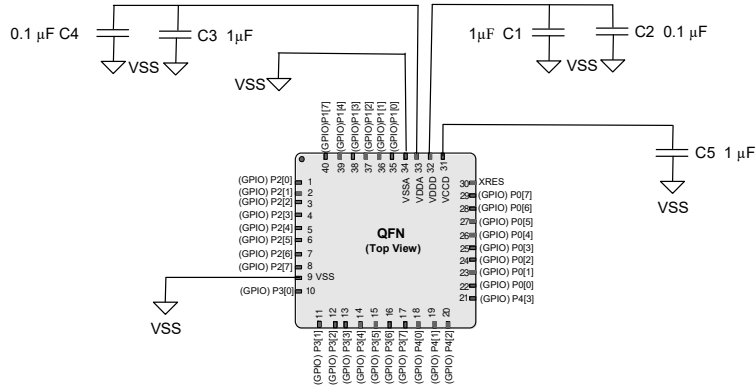 0.1 µF C4
C3 1µF
1µF C1
C2 0.1 µF
VSS
VSS
VSS
C5 1 µF
VSS
(GPIO)P1[7]
(GPIO)P1[4]
(GPIO)P1[3]
(GPIO)P1[2]
(GPIO)P1[1]
(GPIO)P1[0]
40
39
38
37
36
35
34
33
32
31
VSSA
VDDA
VDDD
VCCD
QFN
(Top View)
(GPIO) P2[0] 1
(GPIO) P2[1] 2
(GPIO) P2[2] 3
(GPIO) P2[3] 4
(GPIO) P2[4] 5
(GPIO) P2[5] 6
(GPIO) P2[6] 7
(GPIO) P2[7] 8
9 VSS
(GPIO) P3[0] 10
VSS
30 XRES
29 (GPIO) P0[7]
28 (GPIO) P0[6]
27 (GPIO) P0[5]
26 (GPIO) P0[4]
25 (GPIO) P0[3]
24 (GPIO) P0[2]
23 (GPIO) P0[1]
22 (GPIO) P0[0]
21 (GPIO) P4[3]
11
12
13
14
15
16
17
18
19
20
(GPIO) P3[1]
(GPIO) P3[2]
(GPIO) P3[3]
(GPIO) P3[4]
(GPIO) P3[5]
(GPIO) P3[6]
(GPIO) P3[7]
(GPIO) P4[0]
(GPIO) P4[1]
(GPIO) P4[2]